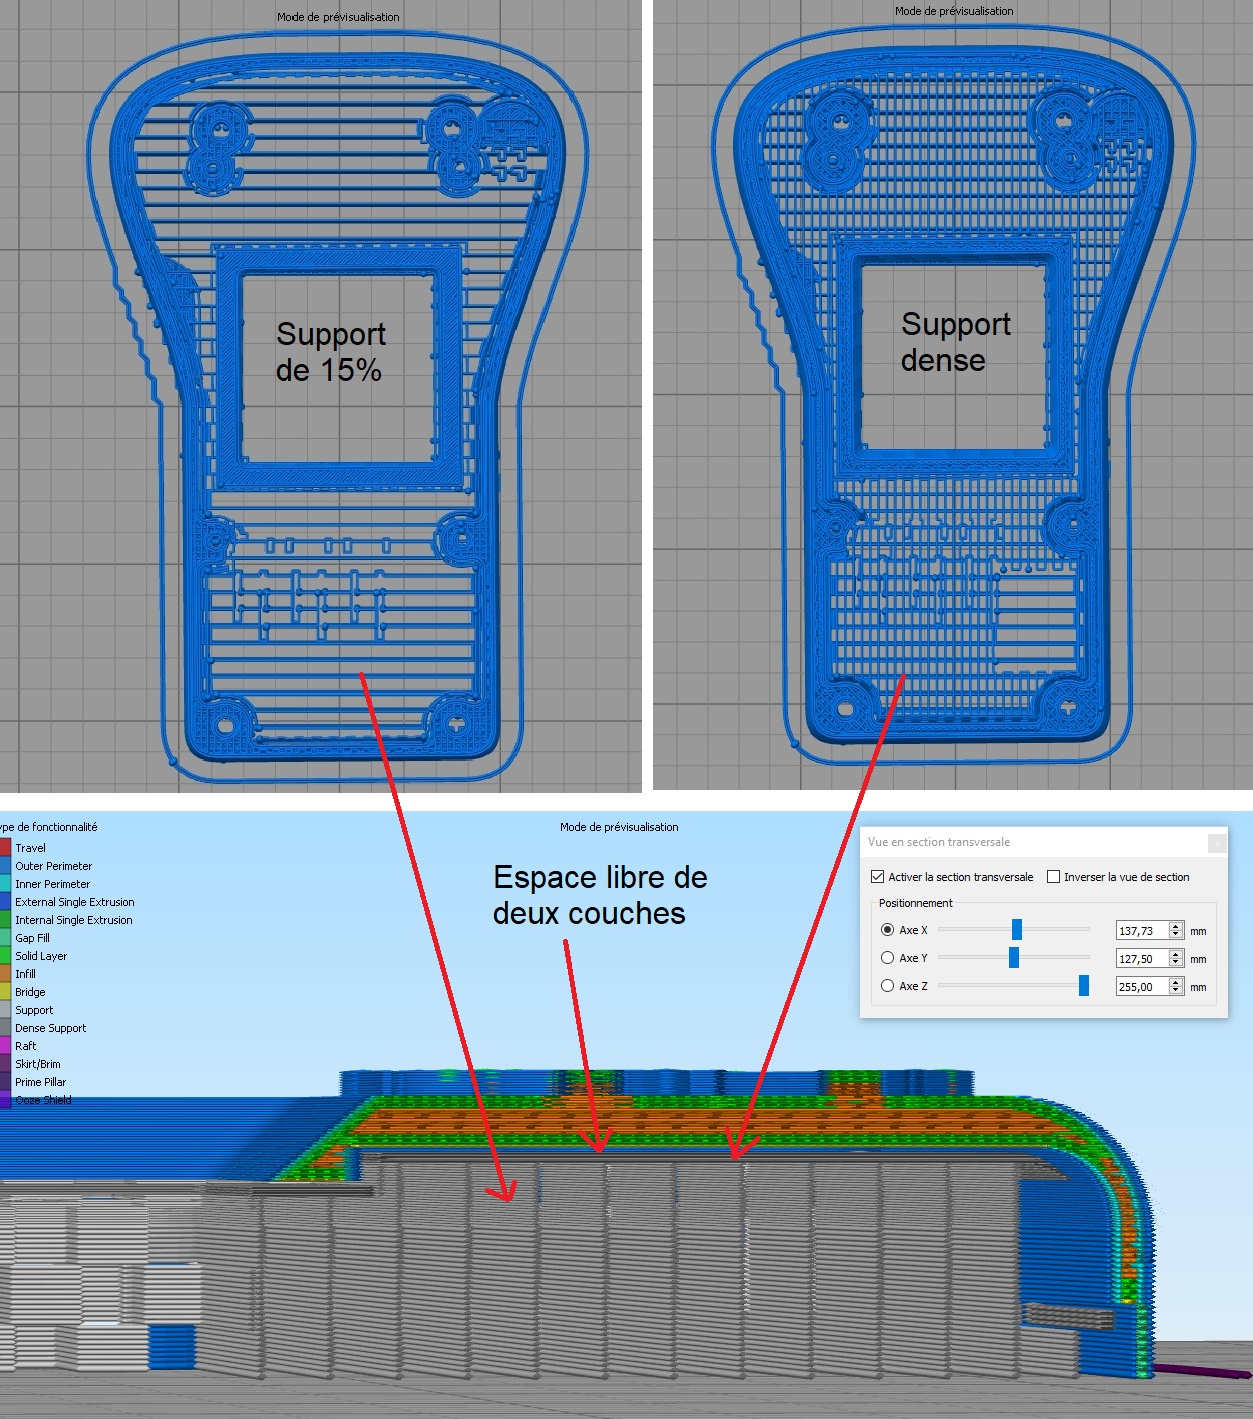 Mode de prévisualisation
Support
de 15%
Mode de prévisualisation
Support
dense
ype de fonctionnalité
Travel
Outer Perimeter
Inner Perimeter
External Single Extrusion
Internal Single Extrusion
Gap Fill
Solid Layer
Infill
Bridge
Support
Dense Support
Raft
Skirt/Brim
Prime Pillar
Ooze Shield
Mode de prévisualisation
Espace libre de
deux couches
Vue en section transversale
Activer la section transversale Inverser la vue de section
Positionnement
Axe X 137,73 mm
Axe Y 127,50 mm
Axe Z 255,00 mm